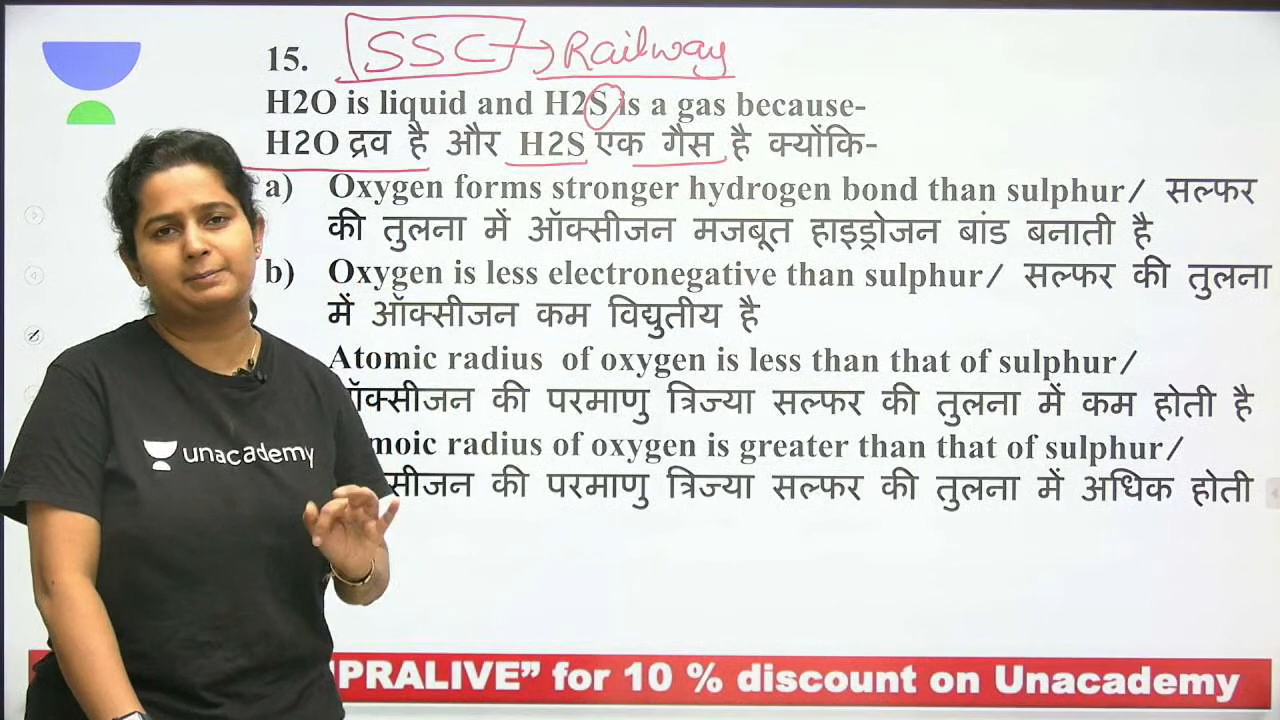 15. SSC → Railway
H2O is liquid and H2S is a gas because-
H2O द्रव है और H2S एक गैस है क्योंकि-
a) Oxygen forms stronger hydrogen bond than sulphur/ सल्फर
की तुलना में ऑक्सीजन मजबूत हाइड्रोजन बांड बनाती है
b) Oxygen is less electronegative than sulphur/ सल्फर की तुलना
में ऑक्सीजन कम विद्युतीय है
Atomic radius of oxygen is less than that of sulphur/
ऑक्सीजन की परमाणु त्रिज्या सल्फर की तुलना में कम होती है
moic radius of oxygen is greater than that of sulphur/
क्सीजन की परमाणु त्रिज्या सल्फर की तुलना में अधिक होती
unacademy
PRALIVE” for 10 % discount on Unacademy